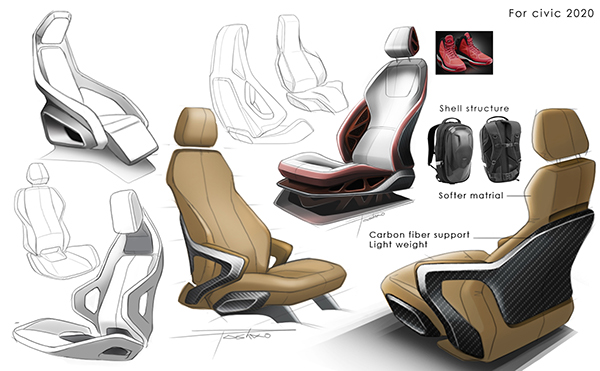 For civic 2020
Shell structure
Softer matrial
Carbon fiber support
Light weight